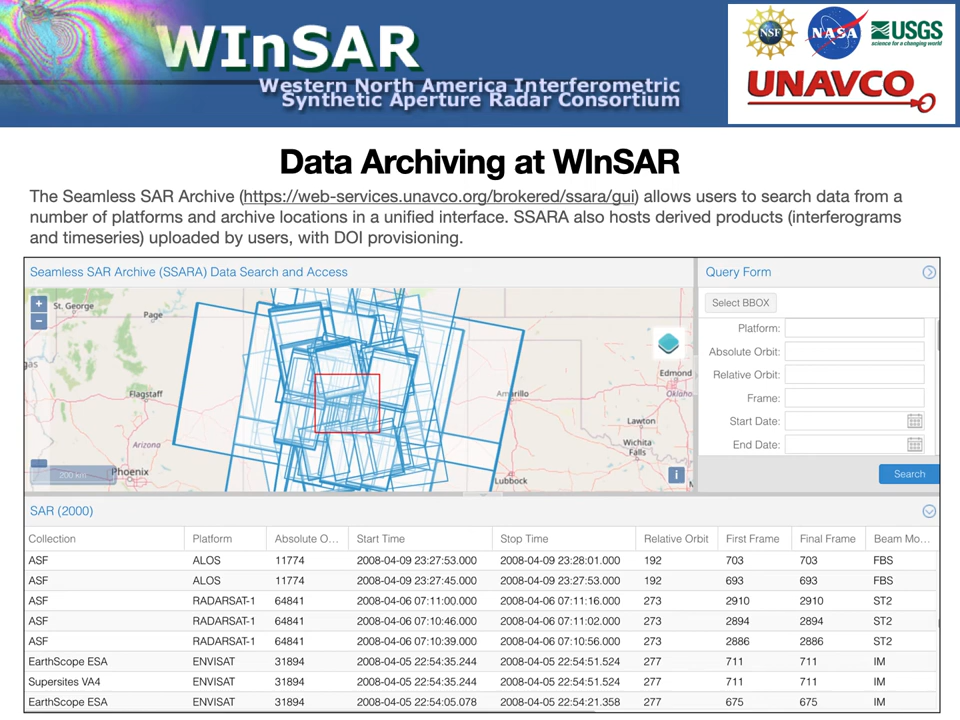 WInSAR
Western North America Interferometric
Synthetic Aperture Radar Consortium
NSF
NASA
USGS
science for a changing world
UNAVCO
Data Archiving at WInSAR
The Seamless SAR Archive (https://web-services.unavco.org/brokered/ssara/gui) allows users to search data from a
number of platforms and archive locations in a unified interface. SSARA also hosts derived products (interferograms
and timeseries) uploaded by users, with DOI provisioning.
Seamless SAR Archive (SSARA) Data Search and Access
+
−
St. George
Page
gas
Flagstaff
Arizona
Phoenix
200 km
Amarillo
Lubbock
Edmond
Oklaho
Lawton
Wichita
Falls
i
Query Form
Select BBOX
Platform:
Absolute Orbit:
Relative Orbit:
Frame:
Start Date:
End Date:
Search
SAR (2000)
Collection Platform Absolute O... Start Time Stop Time Relative Orbit First Frame Final Frame Beam Mo...
ASF ALOS 11774 2008-04-09 23:27:53.000 2008-04-09 23:28:01.000 192 703 703 FBS
ASF ALOS 11774 2008-04-09 23:27:45.000 2008-04-09 23:27:53.000 192 693 693 FBS
ASF RADARSAT-1 64841 2008-04-06 07:11:00.000 2008-04-06 07:11:16.000 273 2910 2910 ST2
ASF RADARSAT-1 64841 2008-04-06 07:10:46.000 2008-04-06 07:11:02.000 273 2894 2894 ST2
ASF RADARSAT-1 64841 2008-04-06 07:10:39.000 2008-04-06 07:10:56.000 273 2886 2886 ST2
EarthScope ESA ENVISAT 31894 2008-04-05 22:54:35.244 2008-04-05 22:54:51.524 277 711 711 IM
Supersites VA4 ENVISAT 31894 2008-04-05 22:54:35.244 2008-04-05 22:54:51.524 277 711 711 IM
EarthScope ESA ENVISAT 31894 2008-04-05 22:54:05.078 2008-04-05 22:54:21.358 277 675 675 IM